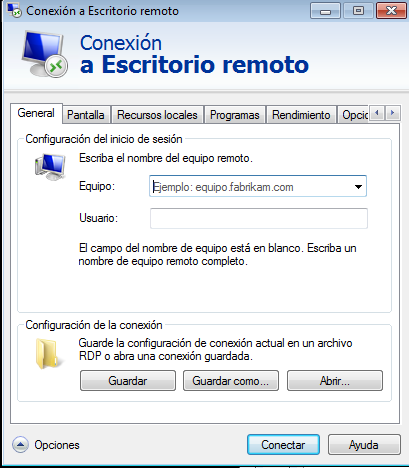 Conexión a Escritorio remoto
Conexión
a Escritorio remoto
General Pantalla Recursos locales Programas Rendimiento Opcio
Configuración del inicio de sesión
Escriba el nombre del equipo remoto.
Equipo: Ejemplo: equipo.fabrikam.com
Usuario:
El campo del nombre de equipo está en blanco. Escriba un
nombre de equipo remoto completo.
Configuración de la conexión
Guarde la configuración de conexión actual en un archivo
RDP o abra una conexión guardada.
Guardar Guardar como... Abrir...
Opciones Conectar Ayuda